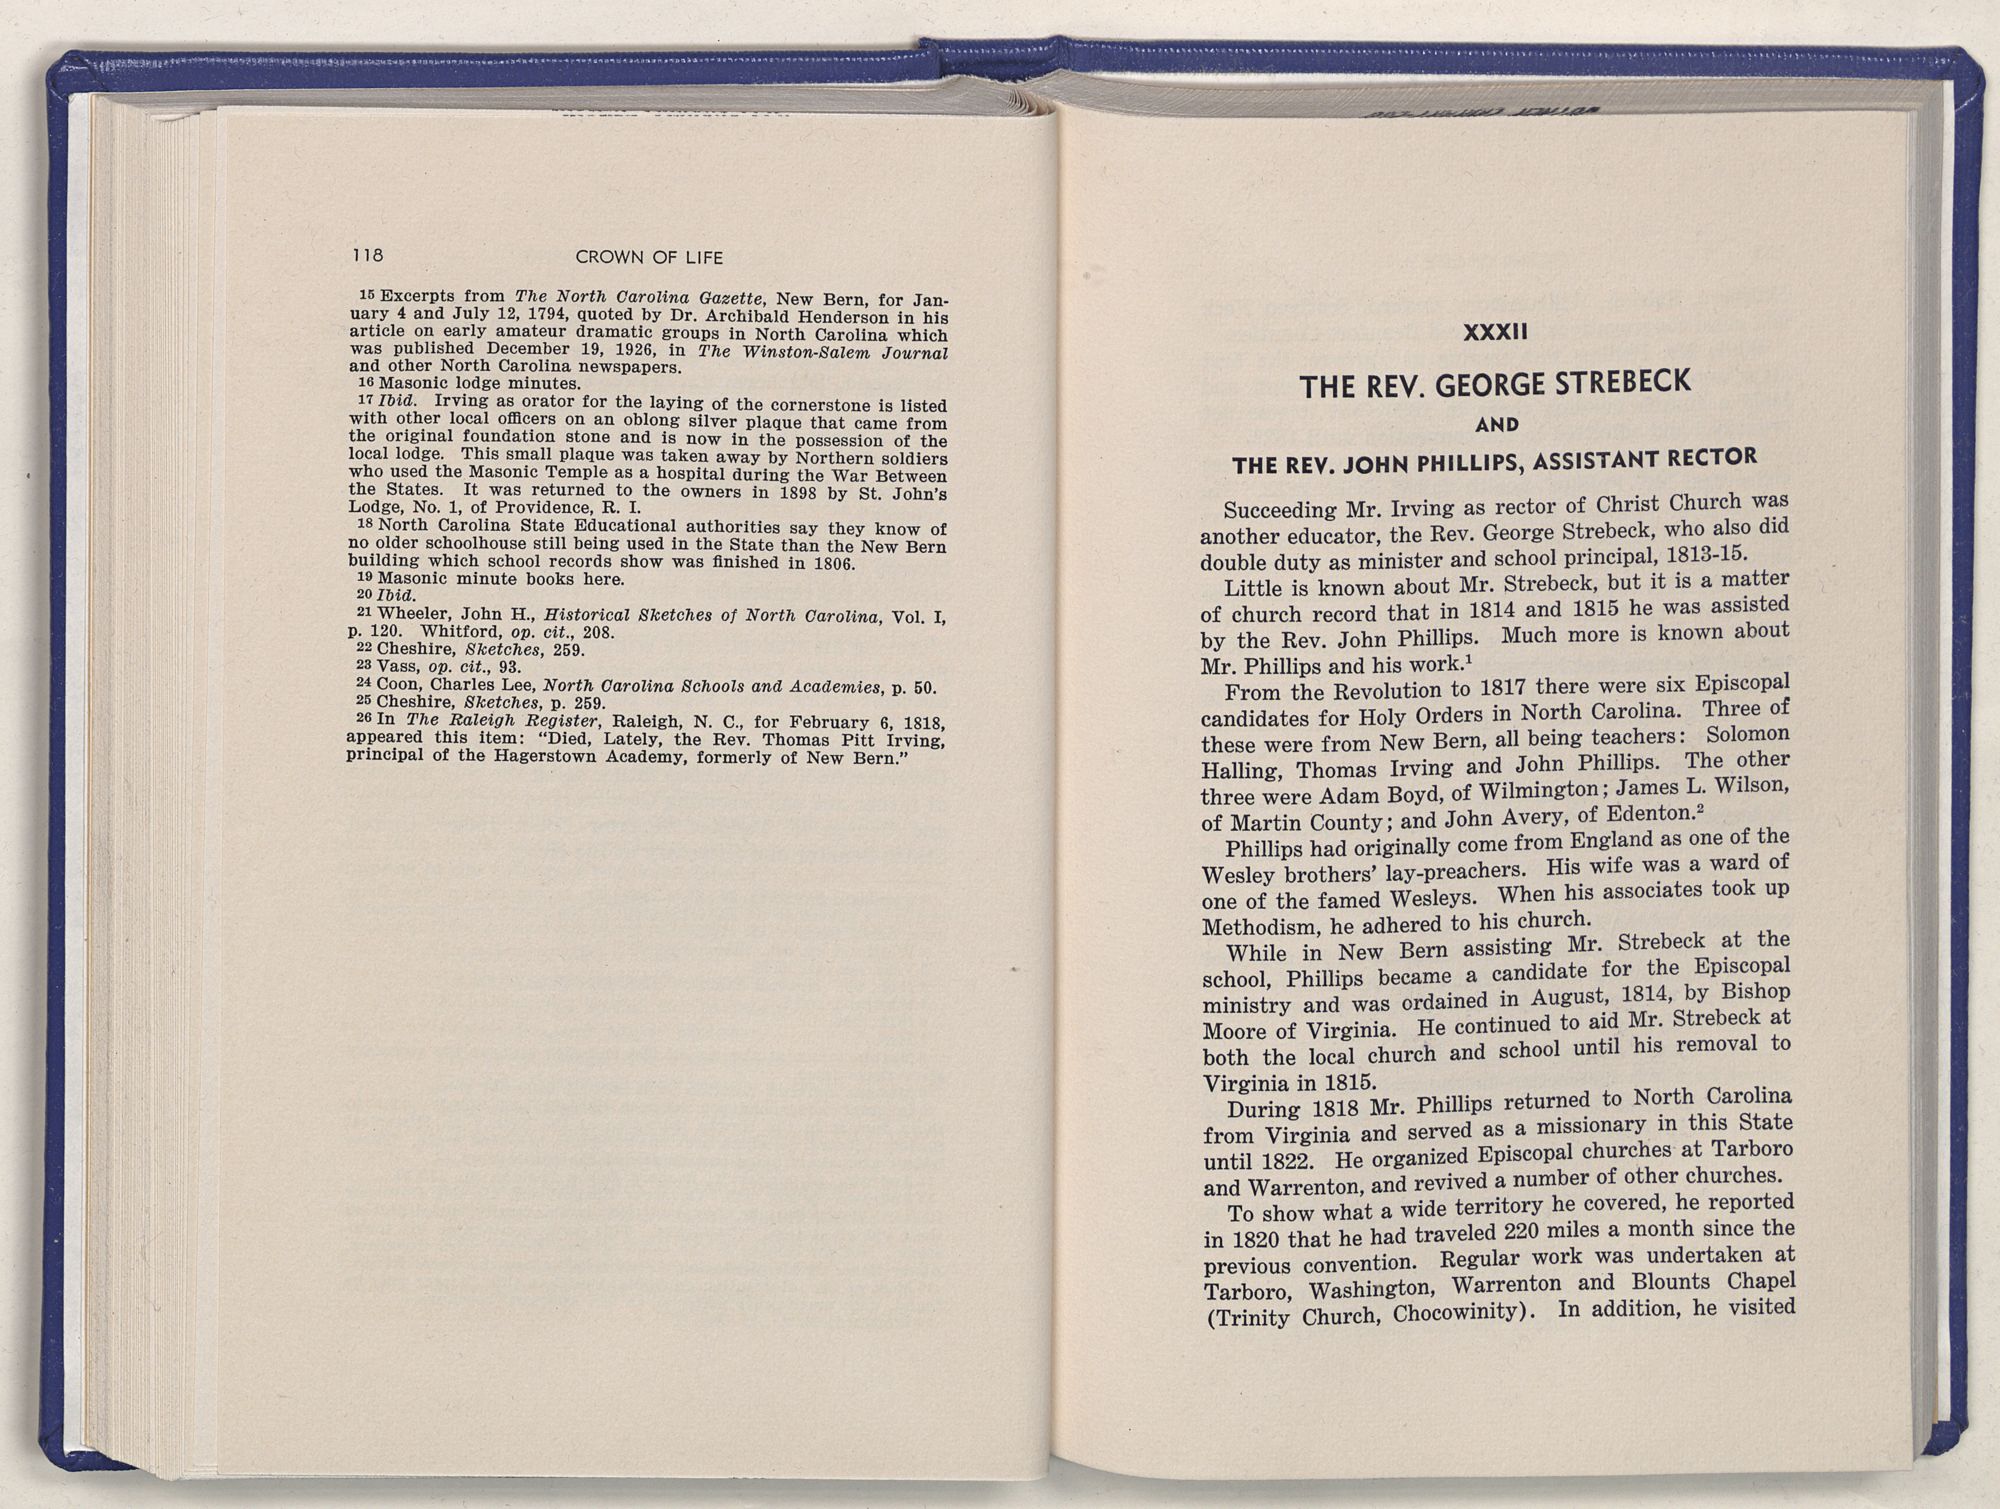 118 CROWN OF LIFE
15 Excerpts from The North Carolina Gazette, New Bern, for Jan-
uary 4 and July 12, 1794, quoted by Dr. Archibald Henderson in his
article on early amateur dramatic groups in North Carolina which
was published December 19, 1926, in The Winston-Salem Journal
and other North Carolina newspapers.
16 Masonic lodge minutes.
17 Ibid. Irving as orator for the laying of the cornerstone is listed
with other local officers on an oblong silver plaque that came from
the original foundation stone and is now in the possession of the
local lodge. This small plaque was taken away by Northern soldiers
who used the Masonic Temple as a hospital during the War Between
the States. It was returned to the owners in 1898 by St. John's
Lodge, No. 1, of Providence, R. I.
18 North Carolina State Educational authorities say they know of
no older schoolhouse still being used in the State than the New Bern
building which school records show was finished in 1806.
19 Masonic minute books here.
20 Ibid.
21 Wheeler, John H., Historical Sketches of North Carolina, Vol. I,
p. 120. Whitford, op. cit., 208.
22 Cheshire, Sketches, 259.
23 Vass, op. cit., 93.
24 Coon, Charles Lee, North Carolina Schools and Academies, p. 50.
25 Cheshire, Sketches, p. 259.
26 In The Raleigh Register, Raleigh, N. C., for February 6, 1818,
appeared this item: "Died, Lately, the Rev. Thomas Pitt Irving,
principal of the Hagerstown Academy, formerly of New Bern."
XXXII
THE REV. GEORGE STREBECK
AND
THE REV. JOHN PHILLIPS, ASSISTANT RECTOR
Succeeding Mr. Irving as rector of Christ Church was
another educator, the Rev. George Strebeck, who also did
double duty as minister and school principal, 1813-15.
Little is known about Mr. Strebeck, but it is a matter
of church record that in 1814 and 1815 he was assisted
by the Rev. John Phillips. Much more is known about
Mr. Phillips and his work.¹
From the Revolution to 1817 there were six Episcopal
candidates for Holy Orders in North Carolina. Three of
these were from New Bern, all being teachers: Solomon
Halling, Thomas Irving and John Phillips. The other
three were Adam Boyd, of Wilmington; James L. Wilson,
of Martin County; and John Avery, of Edenton.²
Phillips had originally come from England as one of the
Wesley brothers' lay-preachers. His wife was a ward of
one of the famed Wesleys. When his associates took up
Methodism, he adhered to his church.
While in New Bern assisting Mr. Strebeck at the
school, Phillips became a candidate for the Episcopal
ministry and was ordained in August, 1814, by Bishop
Moore of Virginia. He continued to aid Mr. Strebeck at
both the local church and school until his removal to
Virginia in 1815.
During 1818 Mr. Phillips returned to North Carolina
from Virginia and served as a missionary in this State
until 1822. He organized Episcopal churches at Tarboro
and Warrenton, and revived a number of other churches.
To show what a wide territory he covered, he reported
in 1820 that he had traveled 220 miles a month since the
previous convention. Regular work was undertaken at
Tarboro, Washington, Warrenton and Blounts Chapel
(Trinity Church, Chocowinity). In addition, he visited